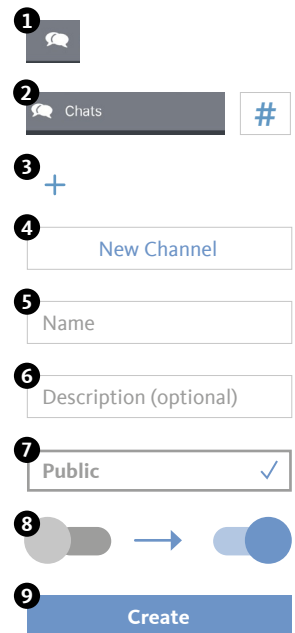 1
2
Chats #
3
+
4
New Channel
5
Name
6
Description (optional)
7
Public
8
9
Create